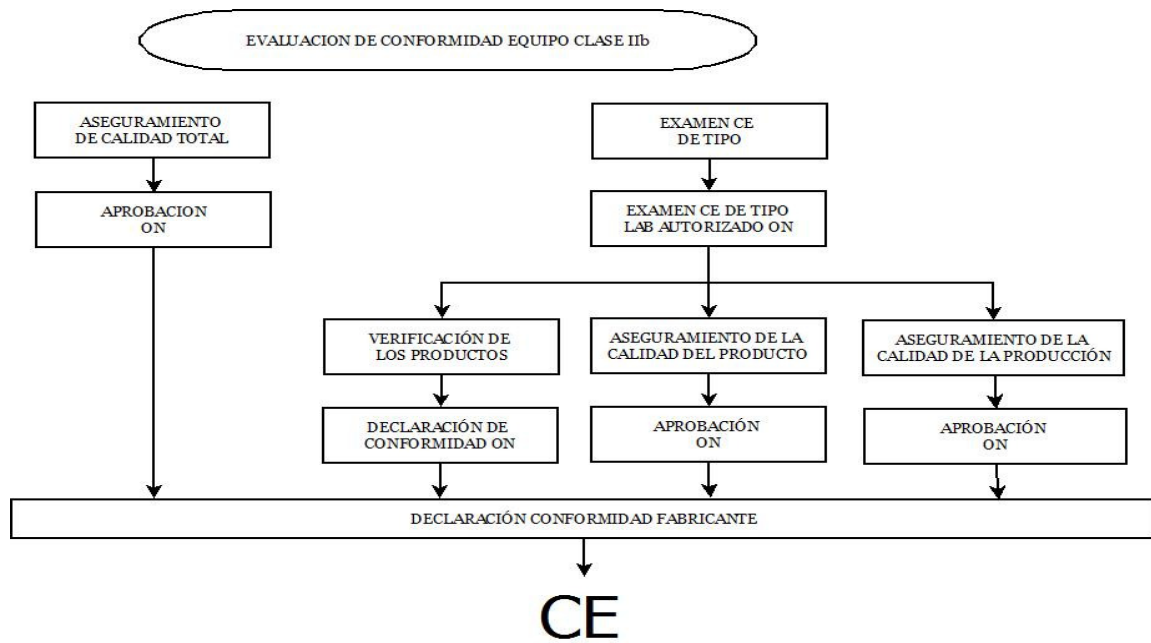 EVALUACION DE CONFORMIDAD EQUIPO CLASE IIb
ASEGURAMIENTO
DE CALIDAD TOTAL
EXAMEN CE
DE TIPO
APROBACION
ON
EXAMEN CE DE TIPO
LAB AUTORIZADO ON
VERIFICACIÓN DE
LOS PRODUCTOS
ASEGURAMIENTO DE LA
CALIDAD DEL PRODUCTO
ASEGURAMIENTO DE LA
CALIDAD DE LA PRODUCCIÓN
DECLARACIÓN DE
CONFORMIDAD ON
APROBACIÓN
ON
APROBACIÓN
ON
DECLARACIÓN CONFORMIDAD FABRICANTE
CE